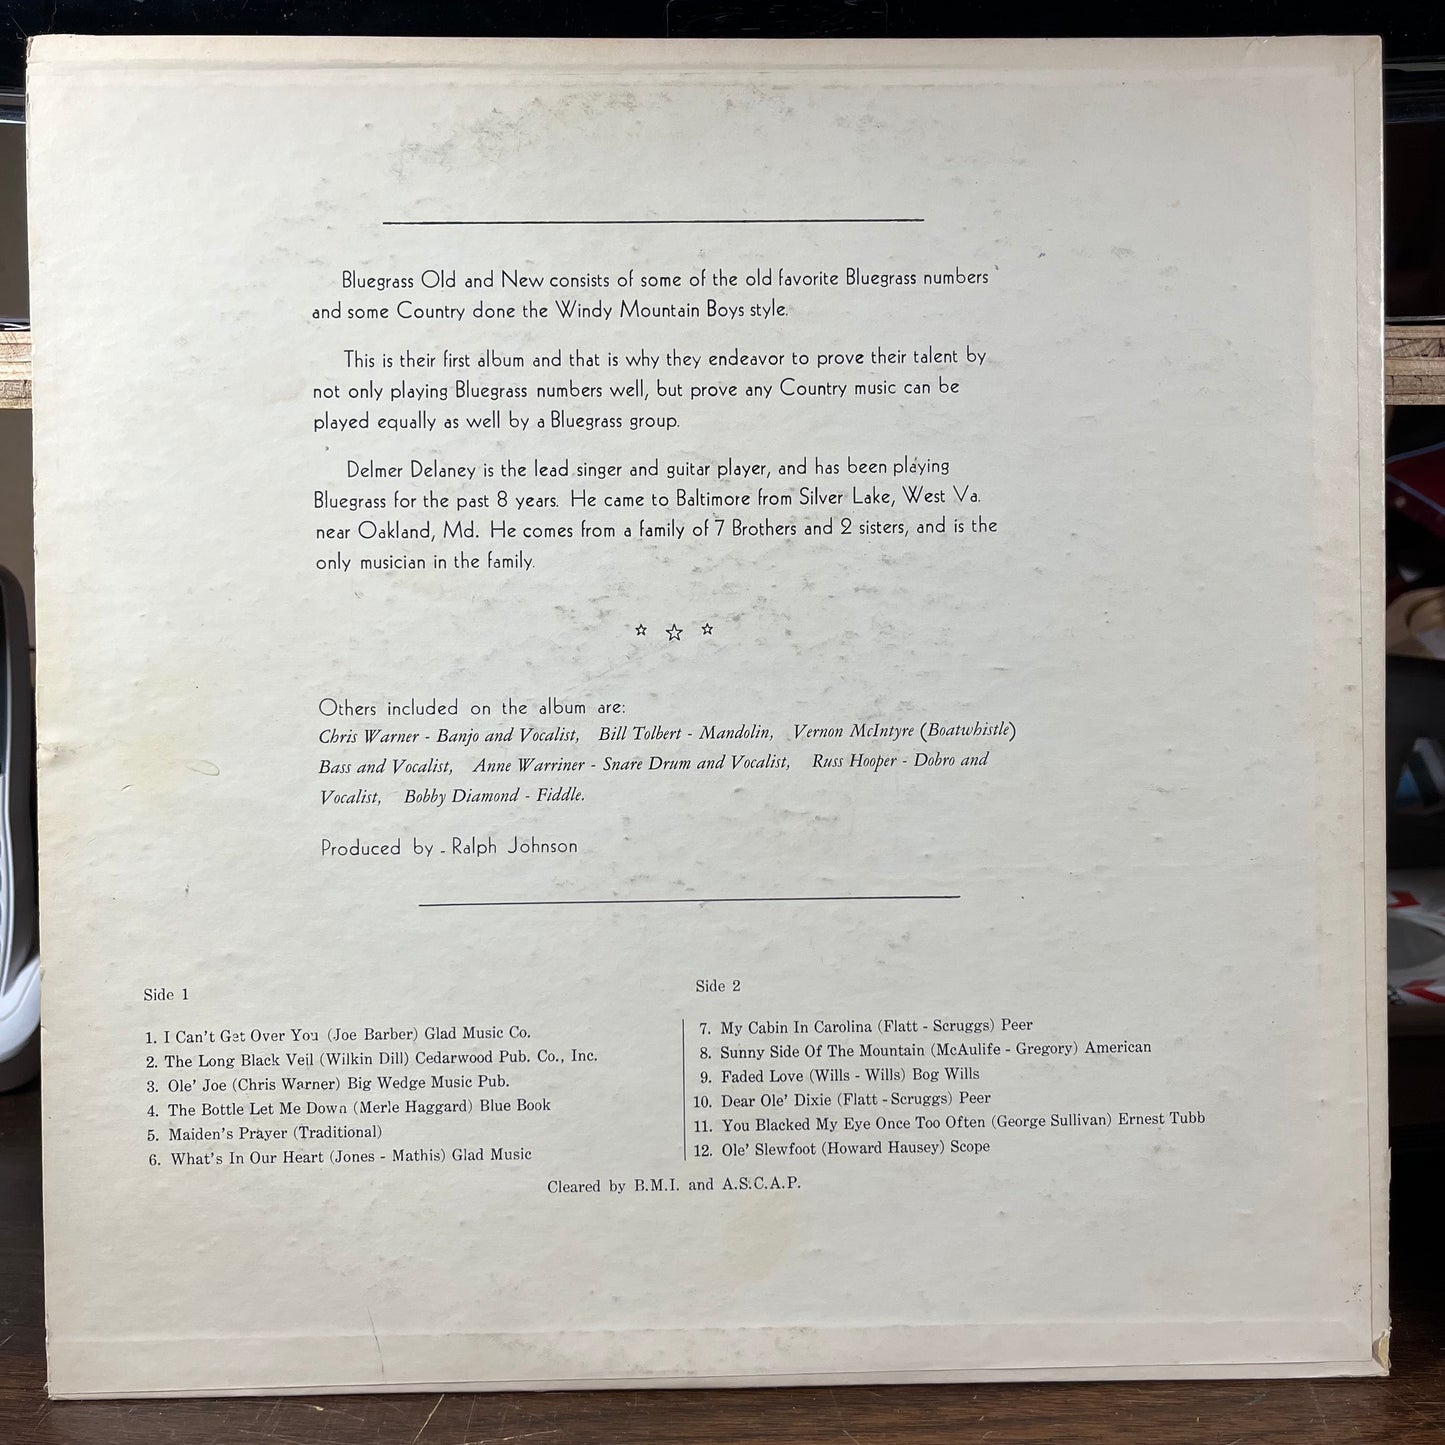 Bluegrass Old and New consists of some of the old favorite Bluegrass numbers
and some Country done the Windy Mountain Boys style.
This is their first album and that is why they endeavor to prove their talent by
not only playing Bluegrass numbers well, but prove any Country music can be
played equally as well by a Bluegrass group.
Delmer Delaney is the lead singer and guitar player, and has been playing
Bluegrass for the past 8 years. He came to Baltimore from Silver Lake, West Va.
near Oakland, Md. He comes from a family of 7 Brothers and 2 sisters, and is the
only musician in the family.
Others included on the album are:
Chris Warner - Banjo and Vocalist, Bill Tolbert - Mandolin, Vernon McIntyre (Boatwhistle)
Bass and Vocalist, Anne Warriner - Snare Drum and Vocalist, Russ Hooper - Dobro and
Vocalist, Bobby Diamond - Fiddle.
Produced by - Ralph Johnson
Side 1
1. I Can't Get Over You (Joe Barber) Glad Music Co.
2. The Long Black Veil (Wilkin Dill) Cedarwood Pub. Co., Inc.
3. Ole' Joe (Chris Warner) Big Wedge Music Pub.
4. The Bottle Let Me Down (Merle Haggard) Blue Book
5. Maiden's Prayer (Traditional)
6. What's In Our Heart (Jones - Mathis) Glad Music
Side 2
7. My Cabin In Carolina (Flatt - Scruggs) Peer
8. Sunny Side Of The Mountain (McAulife - Gregory) American
9. Faded Love (Wills - Wills) Bog Wills
10. Dear Ole' Dixie (Flatt - Scruggs) Peer
11. You Blacked My Eye Once Too Often (George Sullivan) Ernest Tubb
12. Ole' Slewfoot (Howard Hausey) Scope
Cleared by B.M.I. and A.S.C.A.P.